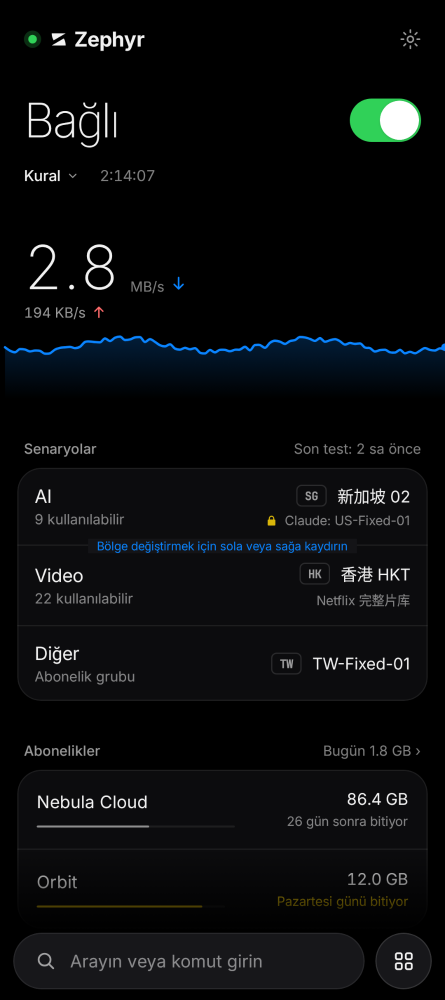 Zephyr
Bağlı
Kural 2:14:07
2.8 MB/s ↓
194 KB/s ↑
Senaryolar Son test: 2 sa önce
AI SG 新加坡 02
9 kullanılabilir Claude: US-Fixed-01
Bölge değiştirmek için sola veya sağa kaydırın
Video HK 香港 HKT
22 kullanılabilir Netflix 完整片库
Diğer TW TW-Fixed-01
Abonelik grubu
Abonelikler Bugün 1.8 GB ›
Nebula Cloud 86.4 GB
26 gün sonra bitiyor
Orbit 12.0 GB
Pazartesi günü bitiyor
Arayın veya komut girin